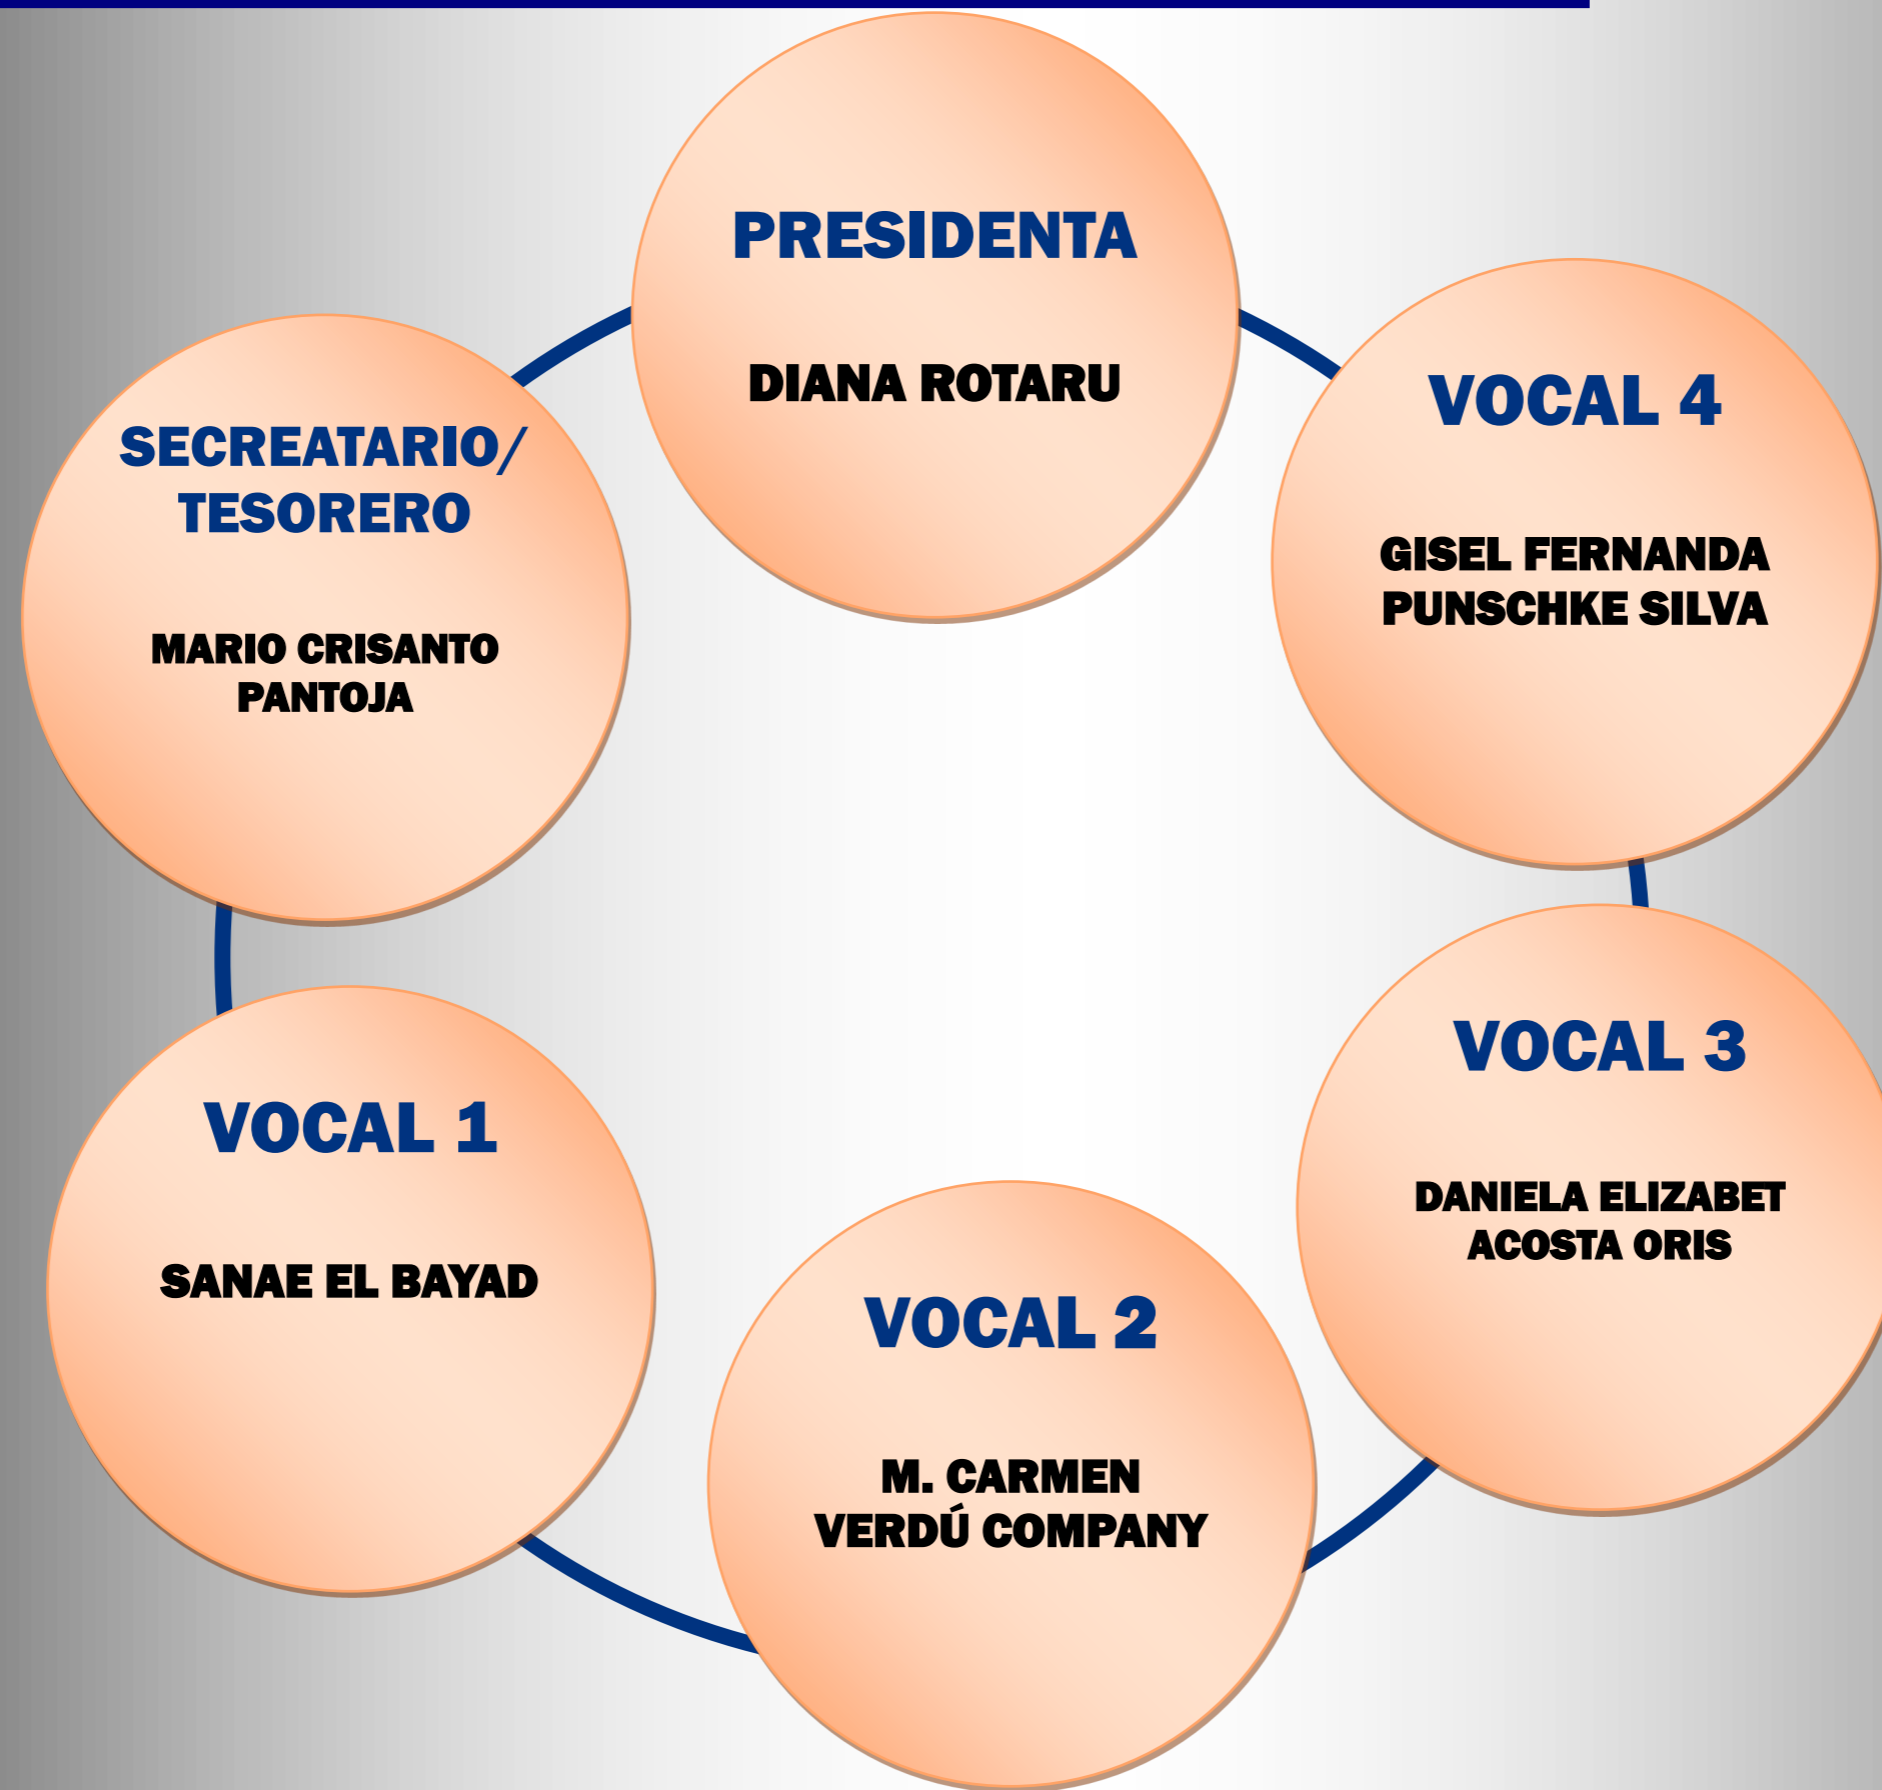 PRESIDENTA
DIANA ROTARU
VOCAL 4
GISEL FERNANDA
PUNSCHKE SILVA
VOCAL 3
DANIELA ELIZABET
ACOSTA ORIS
VOCAL 2
M. CARMEN
VERDÚ COMPANY
VOCAL 1
SANAE EL BAYAD
SECREATARIO/
TESORERO
MARIO CRISANTO
PANTOJA